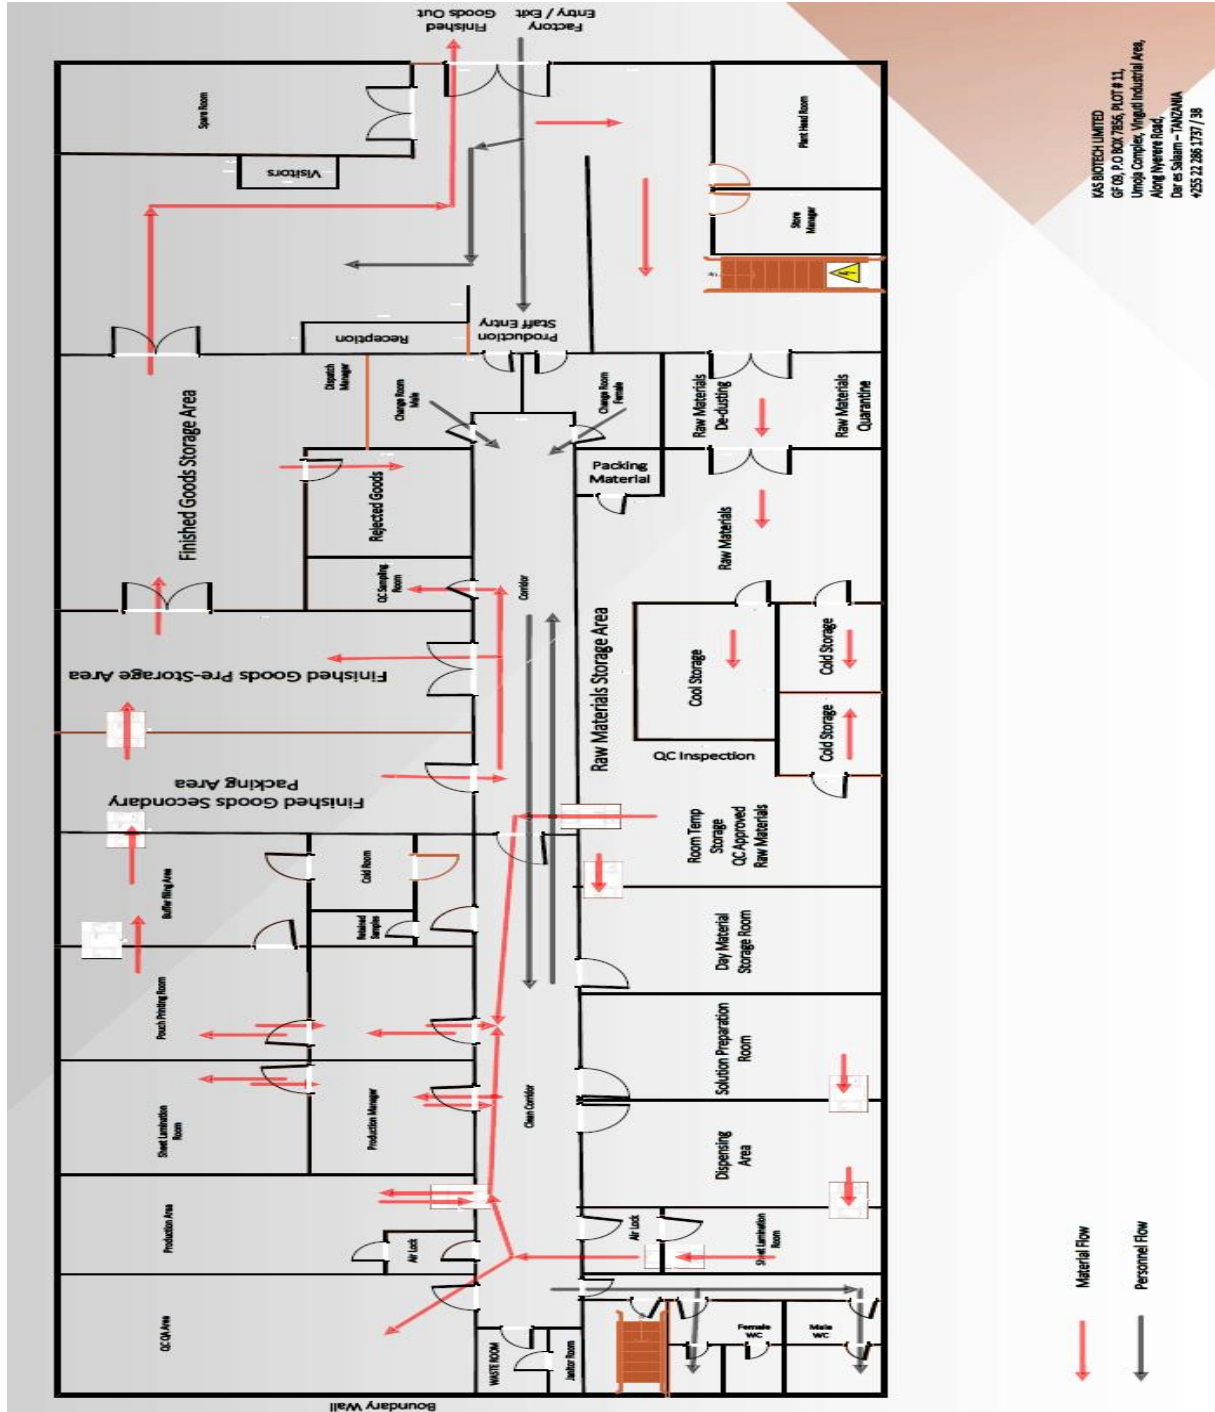 Finished
Goods Out
Factory
Entry / Exit
Spare Room
Visitors
Plant Head Room
Store
Manager
KAS BIOTECH LIMITED
GF 09, P.O BOX 7856, PLOT # 11,
Umoja Complex, Vingguti Industrial Area,
Along Nyerere Road,
Dar es Salaam – TANZANIA
+255 22 286 1737 / 38
Reception
Production
Staff Entry
Finished Goods Storage Area
Dispatch
Manager
Change Room
Male
Change Room
Female
Raw Materials
De-dusting
Raw Materials
Quarantine
Rejected Goods
Packing
Material
QC Sampling
Room
Corridor
Raw Materials
Raw Materials Storage Area
Finished Goods Pre-Storage Area
Cool Storage
Cold Storage
Cold Storage
QC Inspection
Finished Goods Secondary
Packing Area
Room Temp
Storage
QC Approved
Raw Materials
Buffer filing Area
Cold Room
Retained
Samples
Day Material
Storage Room
Pouch Printing Room
Solution Preparation
Room
Sheet Lamination
Room
Production Manager
Clean Corridor
Dispensing
Area
Production Area
Air Lock
Air Lock
Sheet Lamination
Room
QC QA Area
WASTE ROOM
Janitor Room
Female
WC
Male
WC
Boundary Wall
Material Flow
Personnel Flow